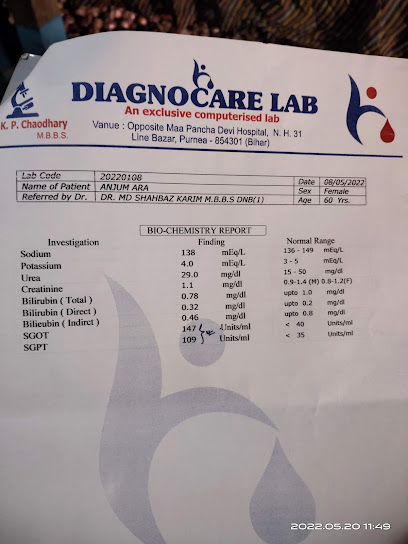 K. P. Chaodhary
M.B.B.S.
DIAGNOCARE LAB
An exclusive computerised lab
Vanue : Opposite Maa Pancha Devi Hospital, N. H. 31
Line Bazar, Purnea - 854301 (Bihar)
Lab Code 20220108 Date 08/05/2022
Name of Patient ANJUM ARA Sex Female
Referred by Dr. DR. MD SHAHBAZ KARIM M.B.B.S DNB(1) Age 60 Yrs.
BIO-CHEMISTRY REPORT
Investigation Finding Normal Range
Sodium 138 mEq/L 136 - 149 mEq/L
Potassium 4.0 mEq/L 3 - 5 mEq/L
Urea 29.0 mg/dl 15 - 50 mg/dl
Creatinine 1.1 mg/dl 0.9-1.4 (M) 0.8-1.2(F)
Bilirubin ( Total ) 0.78 mg/dl upto 1.0 mg/dl
Bilirubin ( Direct ) 0.32 mg/dl upto 0.2 mg/dl
Bilieubin ( Indirct ) 0.46 mg/dl upto 0.8 mg/dl
SGOT 147 Units/ml < 40 Units/ml
SGPT 109 Units/ml < 35 Units/ml
2022.05.20 11:49